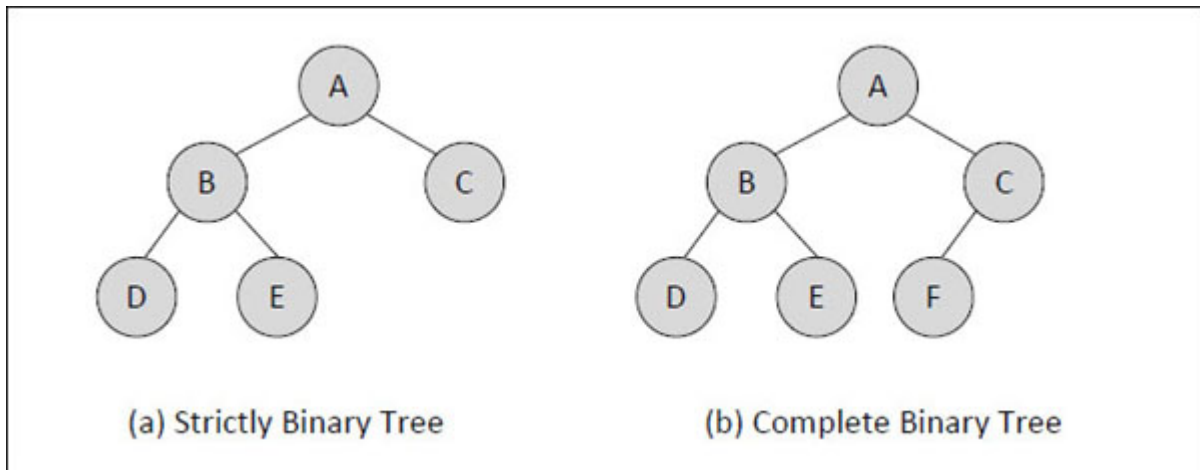 A
B
C
D
E
(a) Strictly Binary Tree
A
B
C
D
E
F
(b) Complete Binary Tree